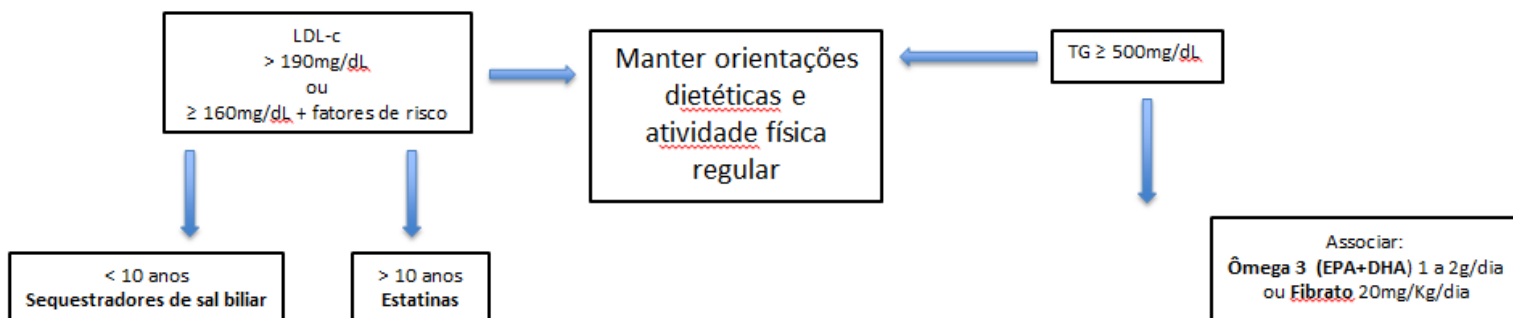 LDL-c
> 190mg/dL
ou
≥ 160mg/dL + fatores de risco
Manter orientações
dietéticas e
atividade física
regular
TG ≥ 500mg/dL
< 10 anos
Sequestradores de sal biliar
> 10 anos
Estatinas
Associar:
Ômega 3  (EPA+DHA) 1 a 2g/dia
ou Fibrato 20mg/Kg/dia